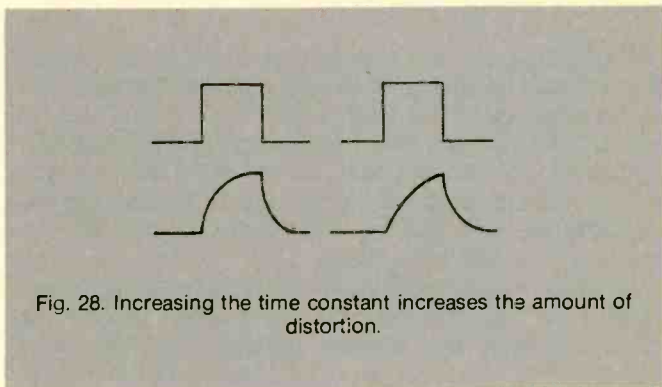 Fig. 28. Increasing the time constant increases the amount of
distortion.